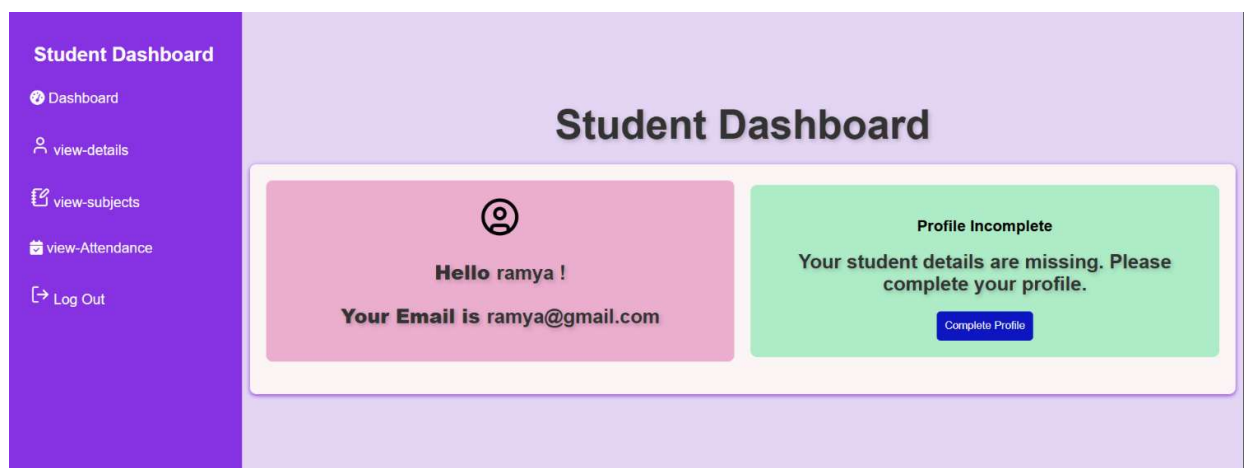 Student Dashboard
Dashboard
view-details
view-subjects
view-Attendance
Log Out
Student Dashboard
Hello ramya !
Your Email is ramya@gmail.com
Profile Incomplete
Your student details are missing. Please
complete your profile.
Complete Profile